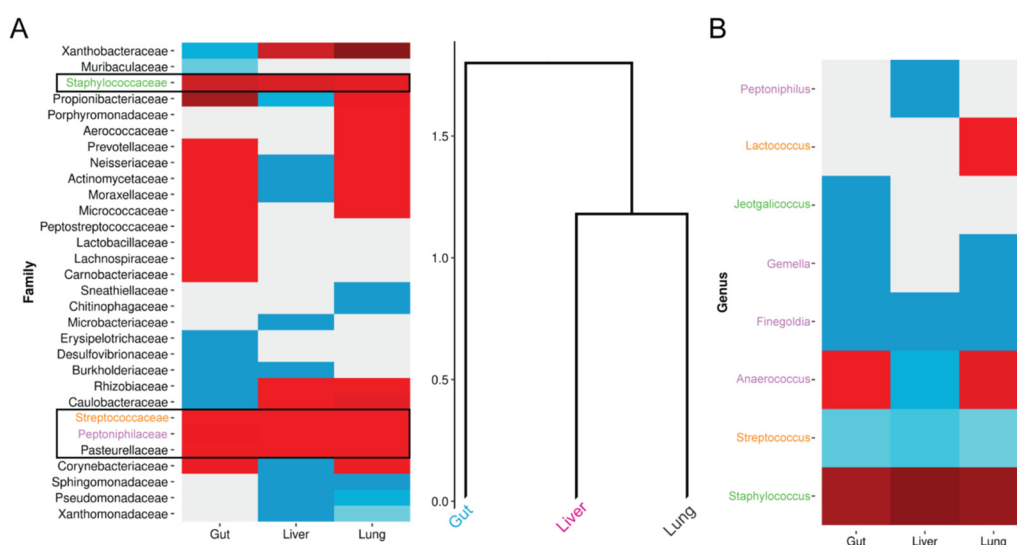 A
Xanthobacteraceae
Muribaculaceae
Staphylococcaceae
Propionibacteriaceae
Porphyromonadaceae
Aerococcaceae
Prevotellaceae
Neisseriaceae
Actinomycetaceae
Moraxellaceae
Micrococcaceae
Peptostreptococcaceae
Lactobacillaceae
Lachnospiraceae
Carnobacteriaceae
Sneathiellaceae
Chitinophagaceae
Microbacteriaceae
Erysipelotrichaceae
Desulfovibrionaceae
Burkholderiaceae
Rhizobiaceae
Caulobacteraceae
Streptococcaceae
Peptoniphilaceae
Pasteurellaceae
Corynebacteriaceae
Sphingomonadaceae
Pseudomonadaceae
Xanthomonadaceae
Family
Gut Liver Lung
1.5
1.0
0.5
0.0
Gut Liver Lung
B
Peptoniphilus
Lactococcus
Jeotgalicoccus
Gemella
Finegoldia
Anaerococcus
Streptococcus
Staphylococcus
Genus
Gut Liver Lung